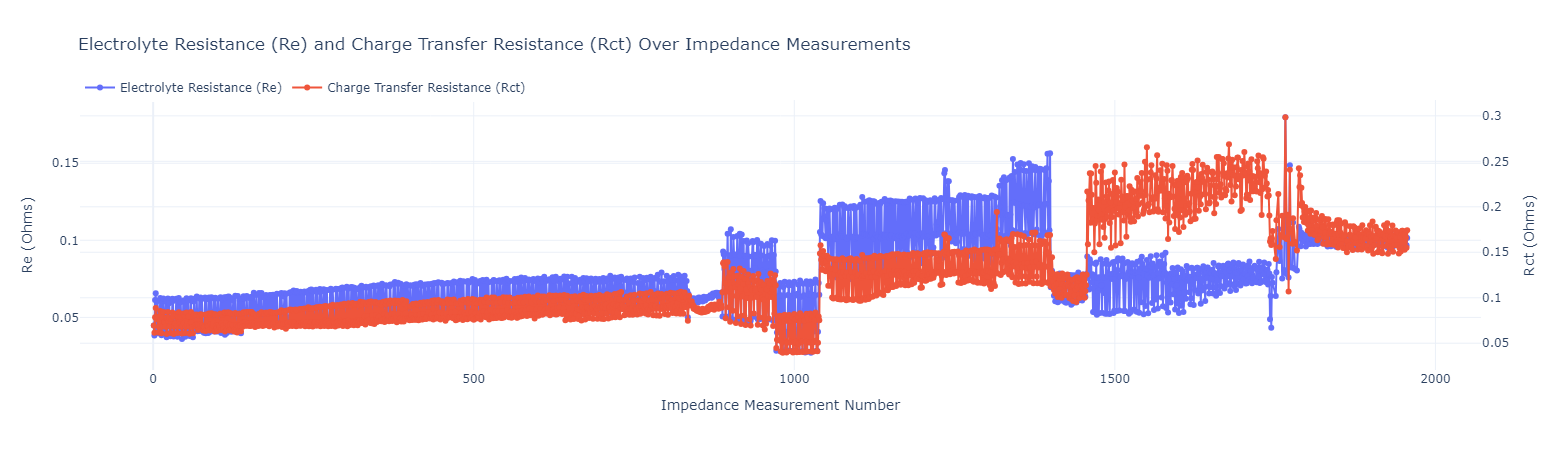 Electrolyte Resistance (Re) and Charge Transfer Resistance (Rct) Over Impedance Measurements
Electrolyte Resistance (Re) Charge Transfer Resistance (Rct)
0.15
0.1
0.05
Re (Ohms)
0.3
0.25
0.2
0.15
0.1
0.05
Rct (Ohms)
0 500 1000 1500 2000
Impedance Measurement Number